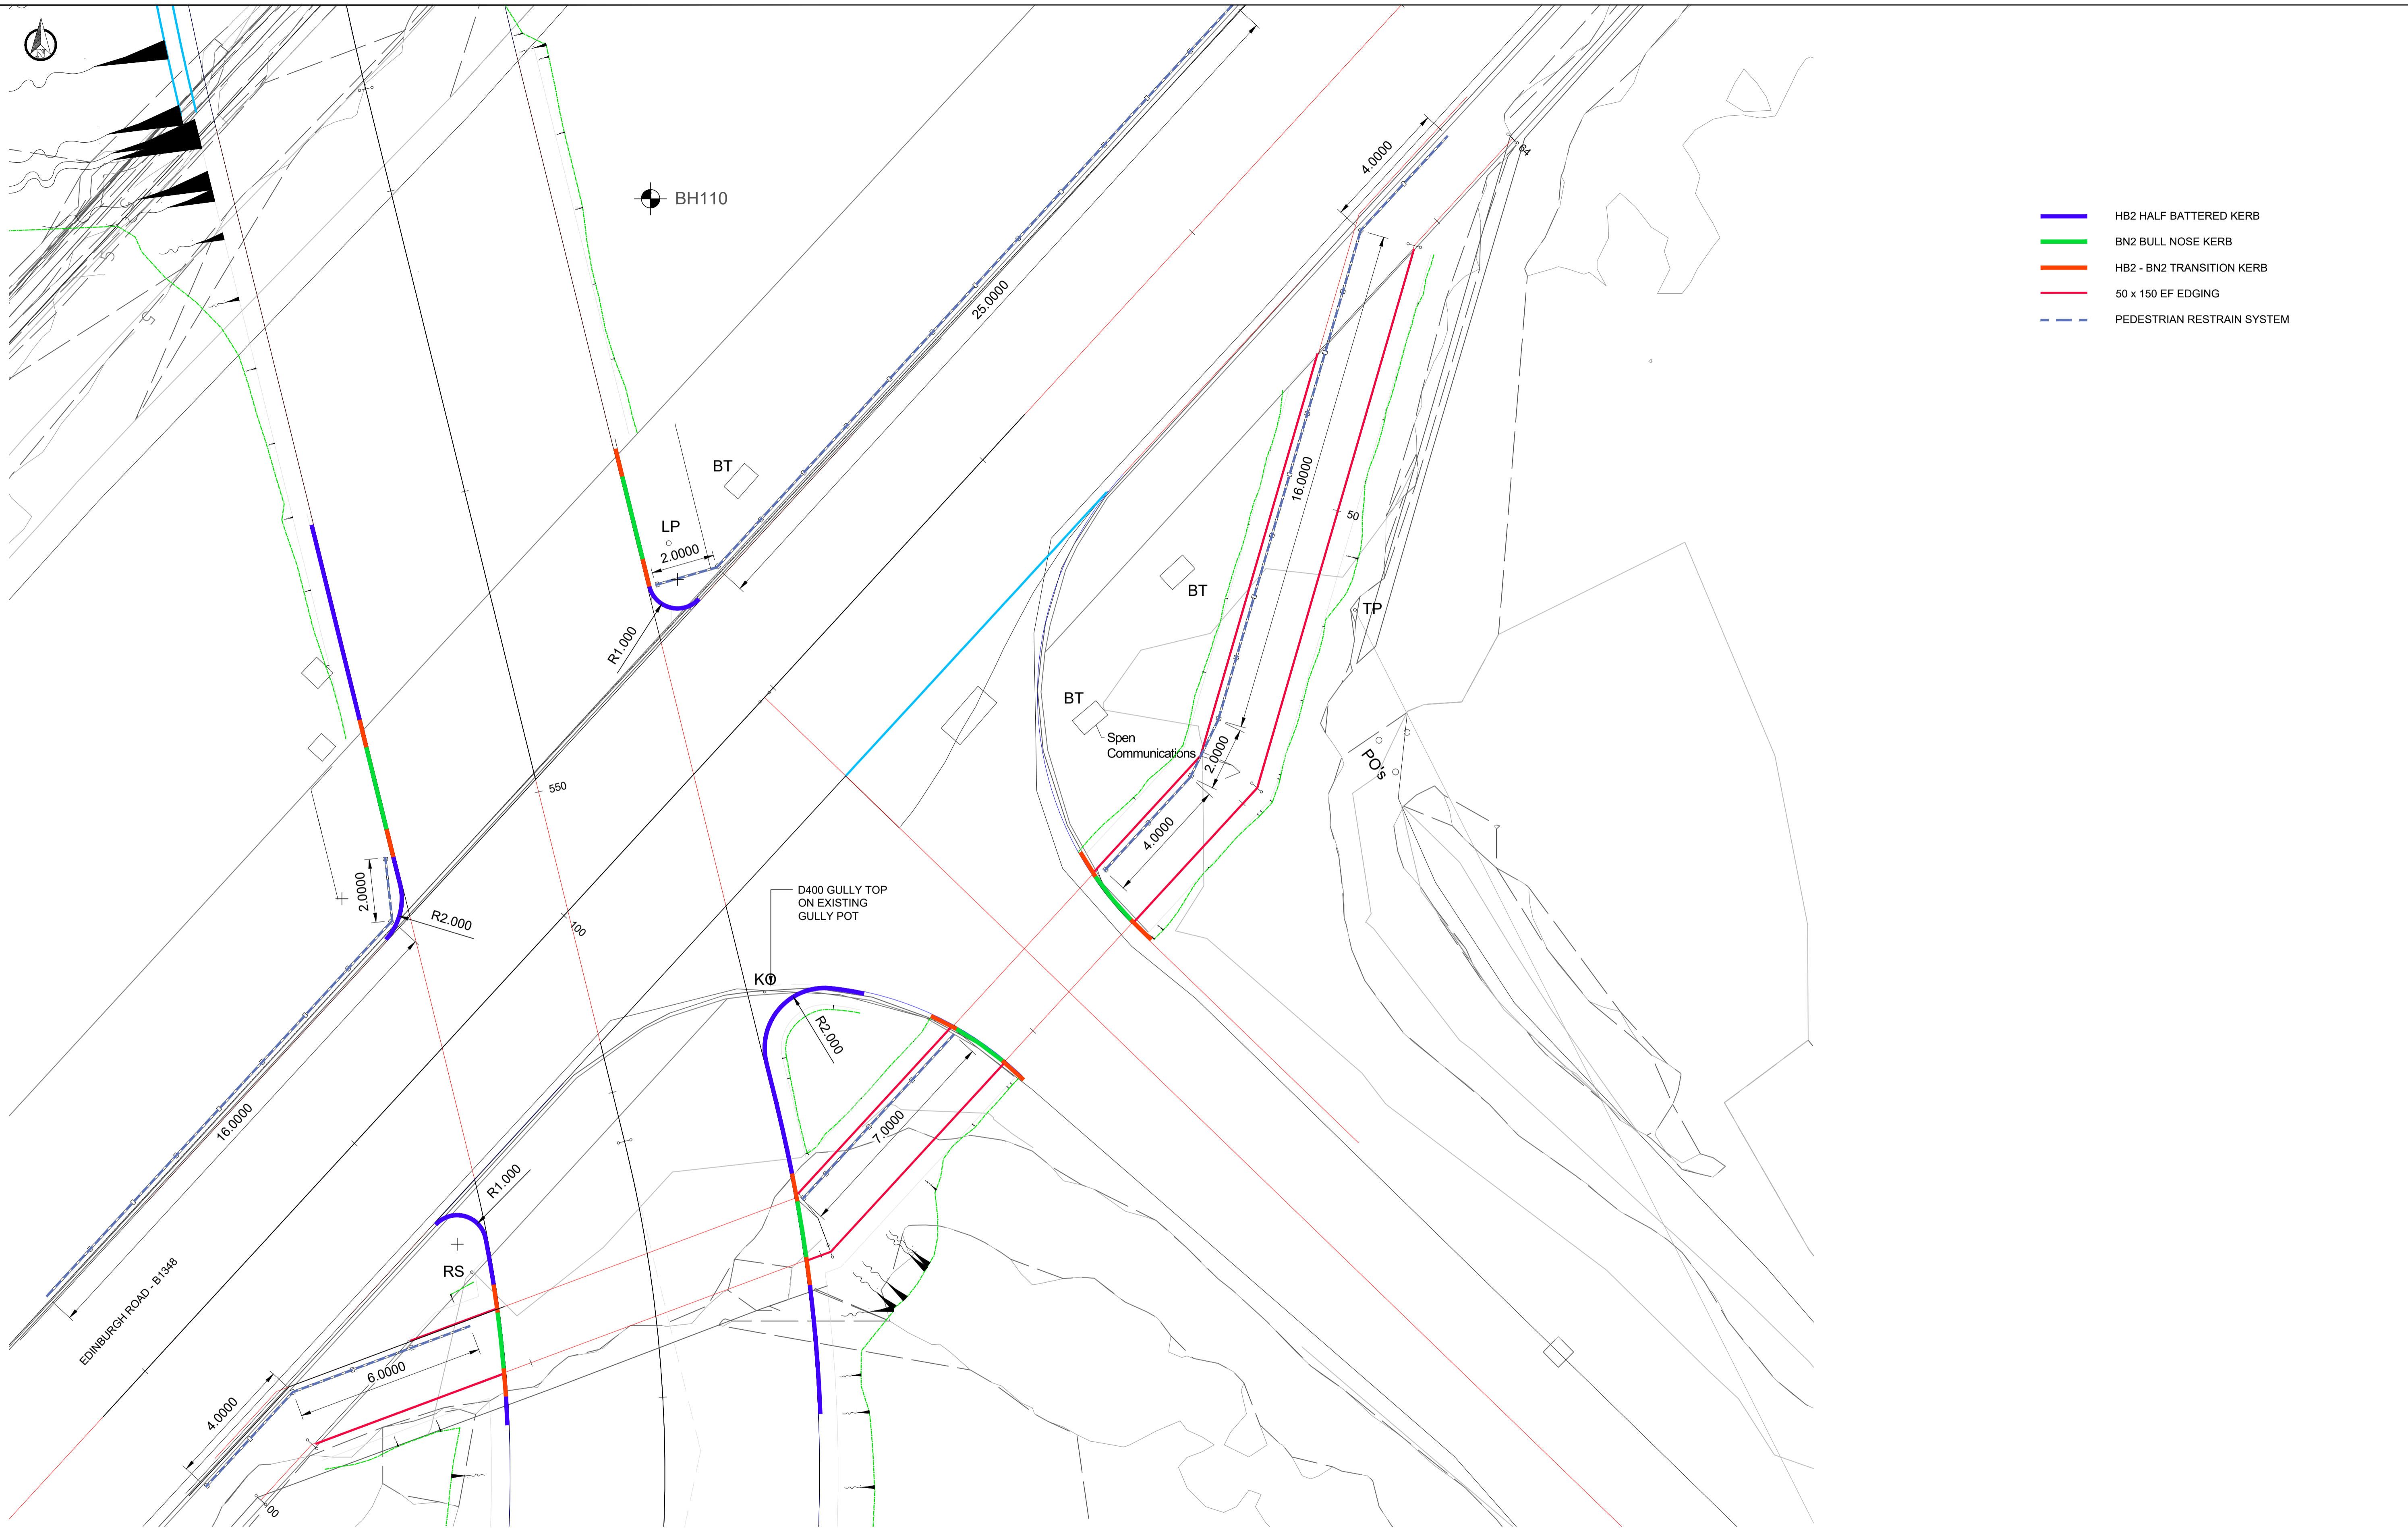 N
BH110
4.0000
64
25.0000
HB2 HALF BATTERED KERB
BN2 BULL NOSE KERB
HB2 - BN2 TRANSITION KERB
50 x 150 EF EDGING
PEDESTRIAN RESTRAIN SYSTEM
BT
LP
2.0000
R1.000
16.0000
50
BT
TP
BT
Spen
Communications
2.0000
PO's
550
4.0000
2.0000
R2.000
100
D400 GULLY TOP
ON EXISTING
GULLY POT
KO
R2.000
16.0000
7.0000
R1.000
RS
EDINBURGH ROAD - B1348
6.0000
4.0000
00